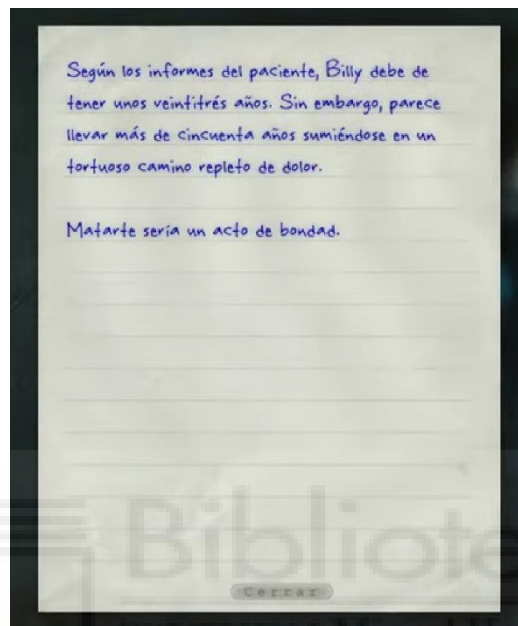 Según los informes del paciente, Billy debe de
tener unos veintitrés años. Sin embargo, parece
llevar más de cincuenta años sumiéndose en un
tortuoso camino repleto de dolor.
Matarte sería un acto de bondad.
Bibliote
Cerrar